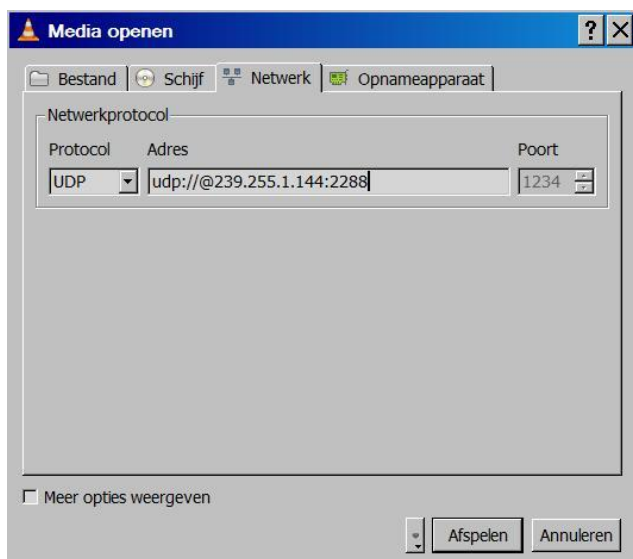 Media openen
Bestand Schijf Netwerk Opnameapparaat
Netwerkprotocol
Protocol Adres Poort
UDP udp://@239.255.1.144:2288 1234
Meer opties weergeven
Afspelen Annuleren